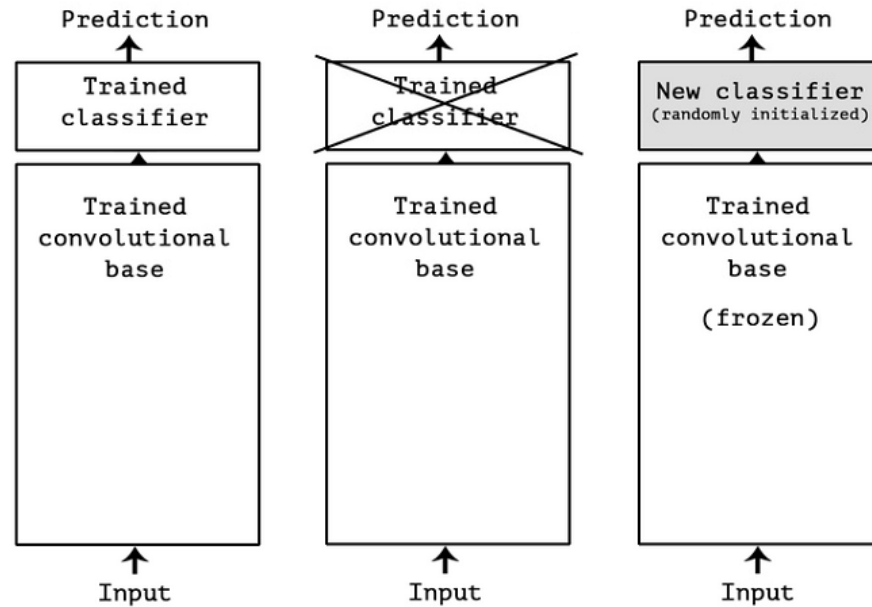 Prediction
Trained
classifier
Trained
convolutional
base
Input
Prediction
Trained
classifier
Trained
convolutional
base
Input
Prediction
New classifier
(randomly initialized)
Trained
convolutional
base
(frozen)
Input